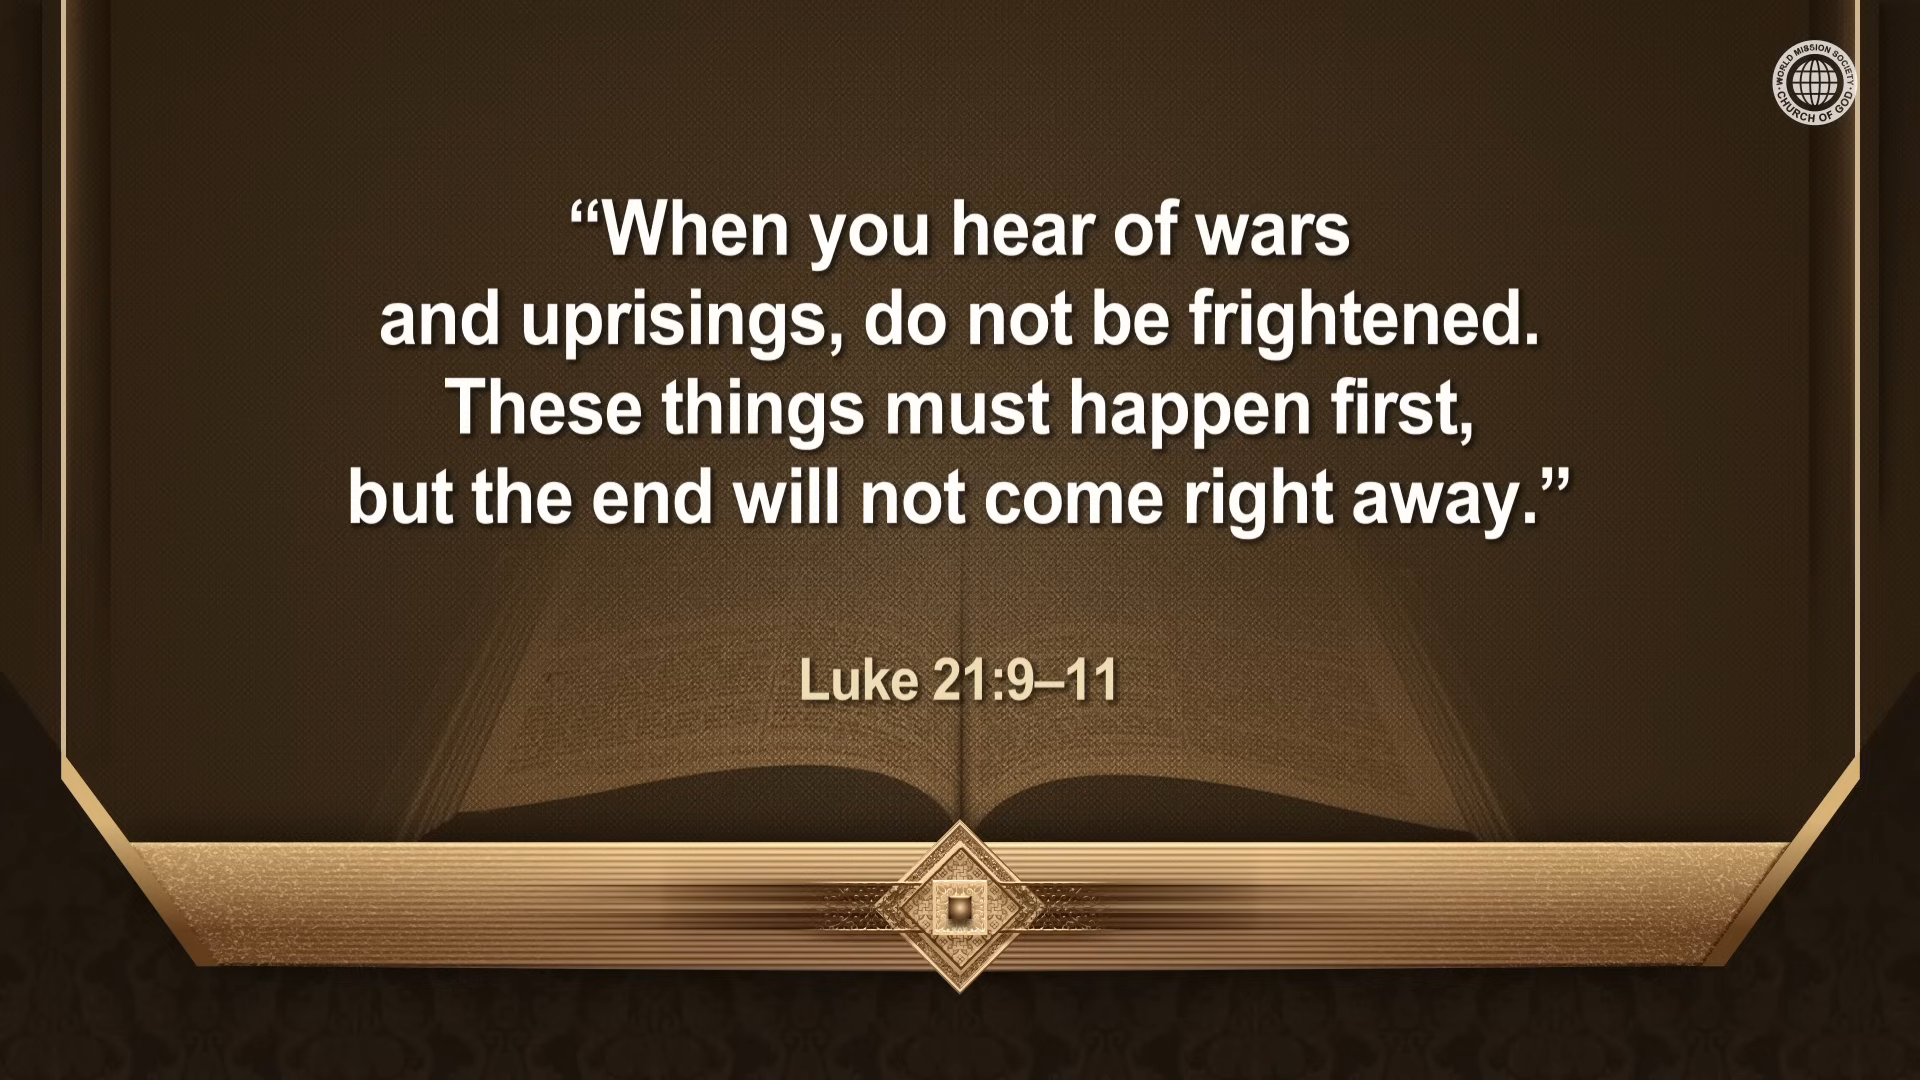 WORLD MISSION SOCIETY
CHURCH OF GOD
“When you hear of wars
and uprisings, do not be frightened.
These things must happen first,
but the end will not come right away.”
Luke 21:9–11